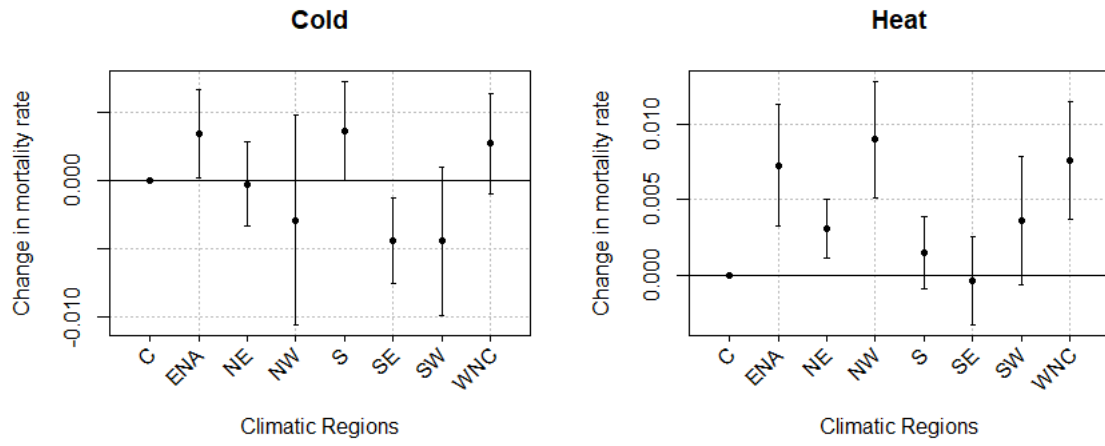 Cold
Change in mortality rate
0.000
-0.010
C
ENA
NE
NW
S
SE
SW
WNC
Climatic Regions
Heat
Change in mortality rate
0.010
0.005
0.000
C
ENA
NE
NW
S
SE
SW
WNC
Climatic Regions